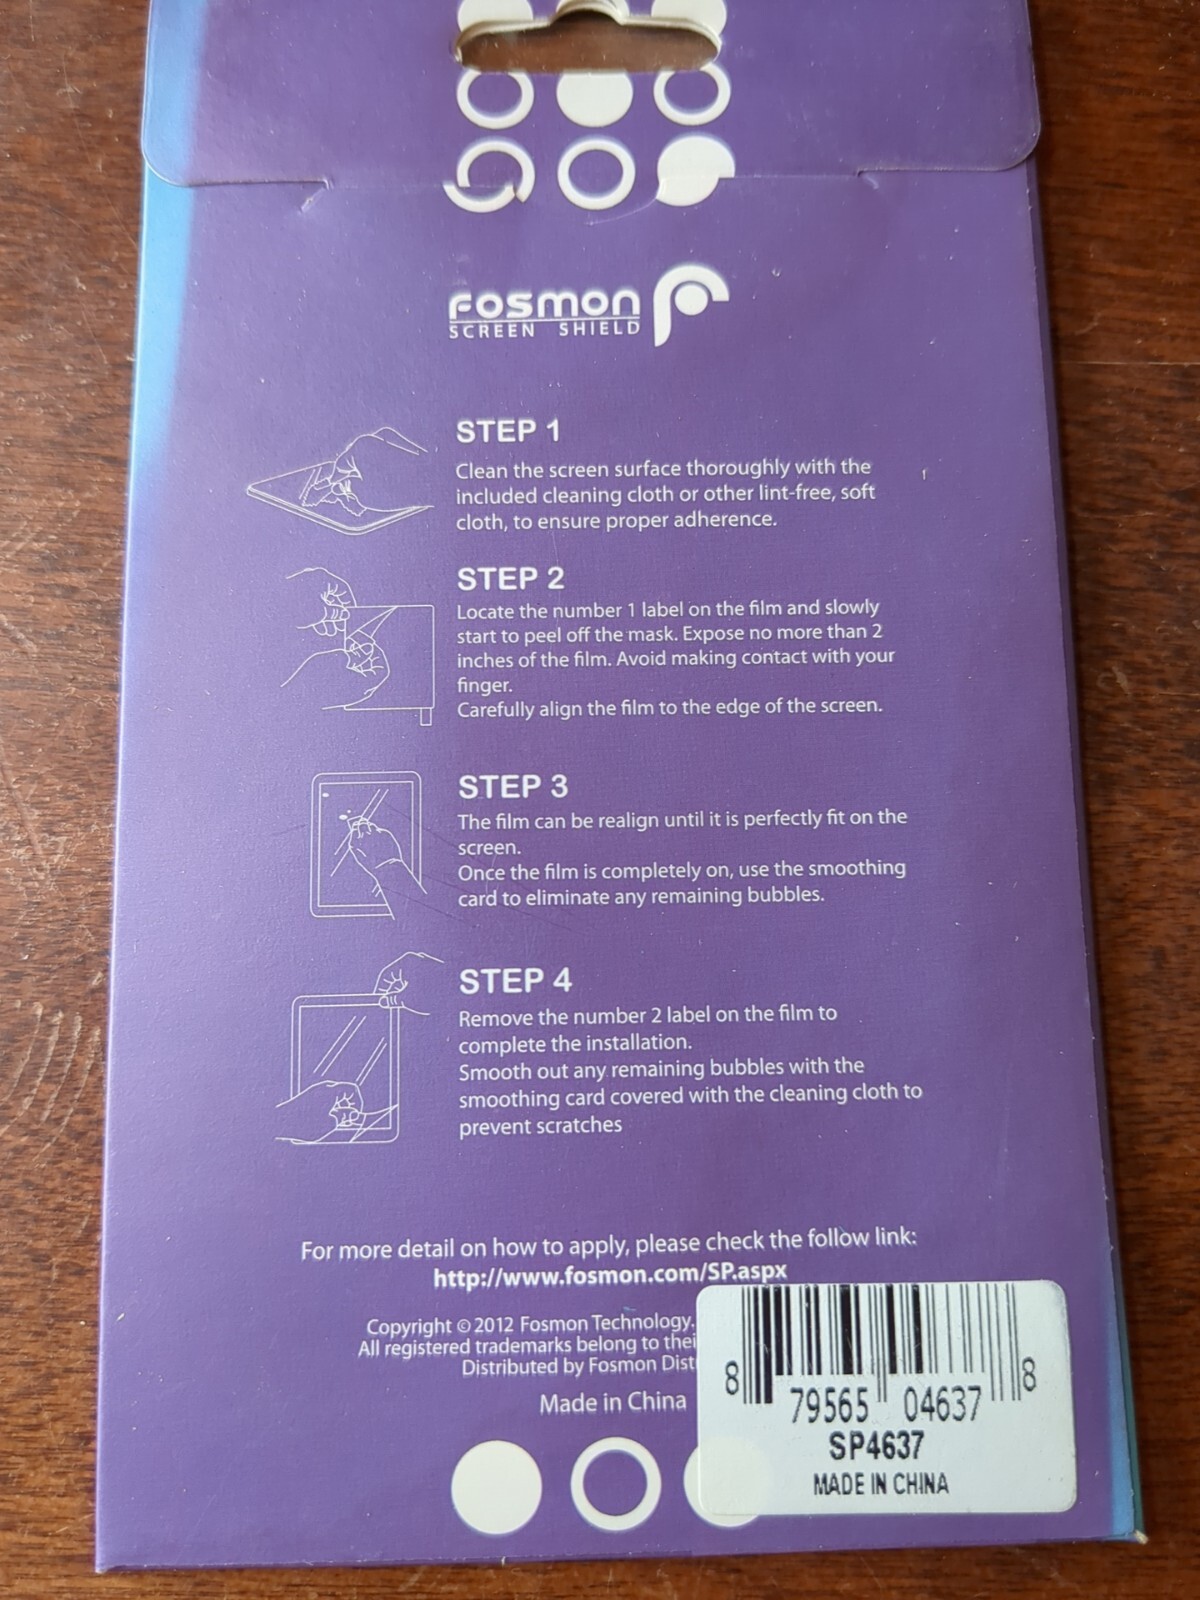 FOSMON
SCREEN SHIELD
STEP 1
Clean the screen surface thoroughly with the
included cleaning cloth or other lint-free, soft
cloth, to ensure proper adherence.
STEP 2
Locate the number 1 label on the film and slowly
start to peel off the mask. Expose no more than 2
inches of the film. Avoid making contact with your
finger.
Carefully align the film to the edge of the screen.
STEP 3
The film can be realign until it is perfectly fit on the
screen.
Once the film is completely on, use the smoothing
card to eliminate any remaining bubbles.
STEP 4
Remove the number 2 label on the film to
complete the installation.
Smooth out any remaining bubbles with the
smoothing card covered with the cleaning cloth to
prevent scratches
For more detail on how to apply, please check the follow link:
http://www.fosmon.com/SP.aspx
Copyright © 2012 Fosmon Technology.
All registered trademarks belong to
Distributed by Fosmon
Made in China
8 79565 04637 8
SP4637
MADE IN CHINA